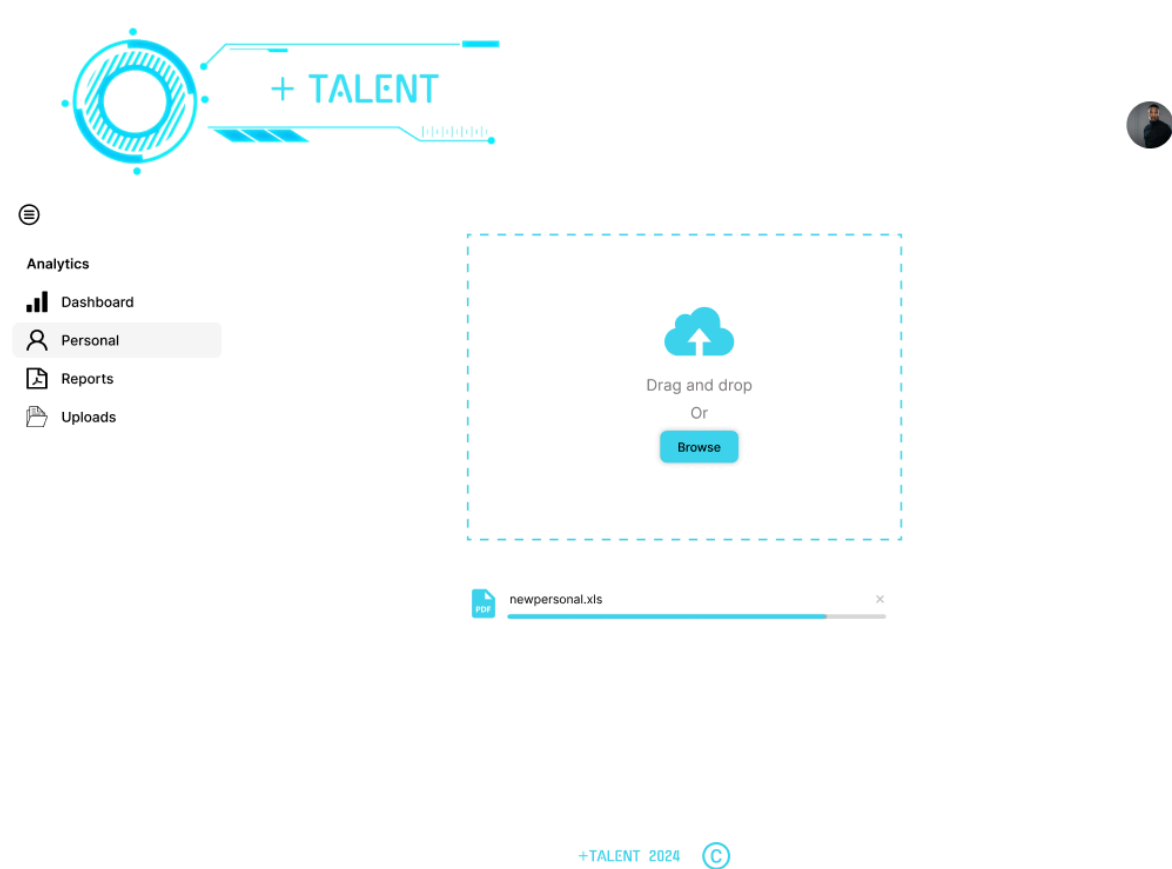 + TALENT
Analytics
Dashboard
Personal
Reports
Uploads
Drag and drop
Or
Browse
PDF
newpersonal.xls
+TALENT 2024 ©